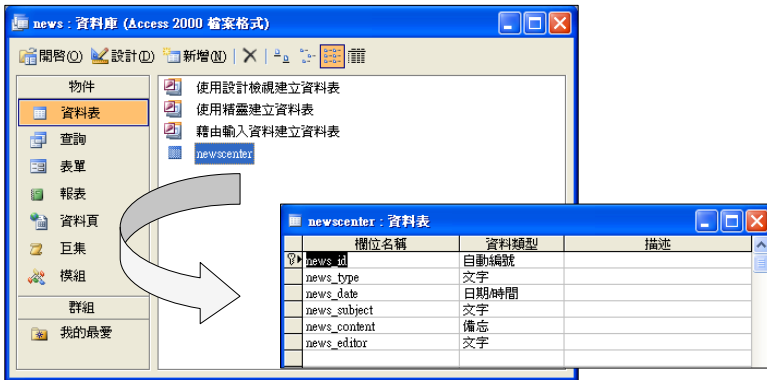 news : 資料庫 (Access 2000 檔案格式)
開啟(O) 設計(D) 新增(N)
物件
資料表
查詢
表單
報表
資料頁
巨集
模組
群組
我的最愛
使用設計檢視建立資料表
使用精靈建立資料表
藉由輸入資料建立資料表
newscenter
newscenter : 資料表
欄位名稱 資料類型 描述
news_id 自動編號
news_type 文字
news_date 日期/時間
news_subject 文字
news_content 備忘
news_editor 文字